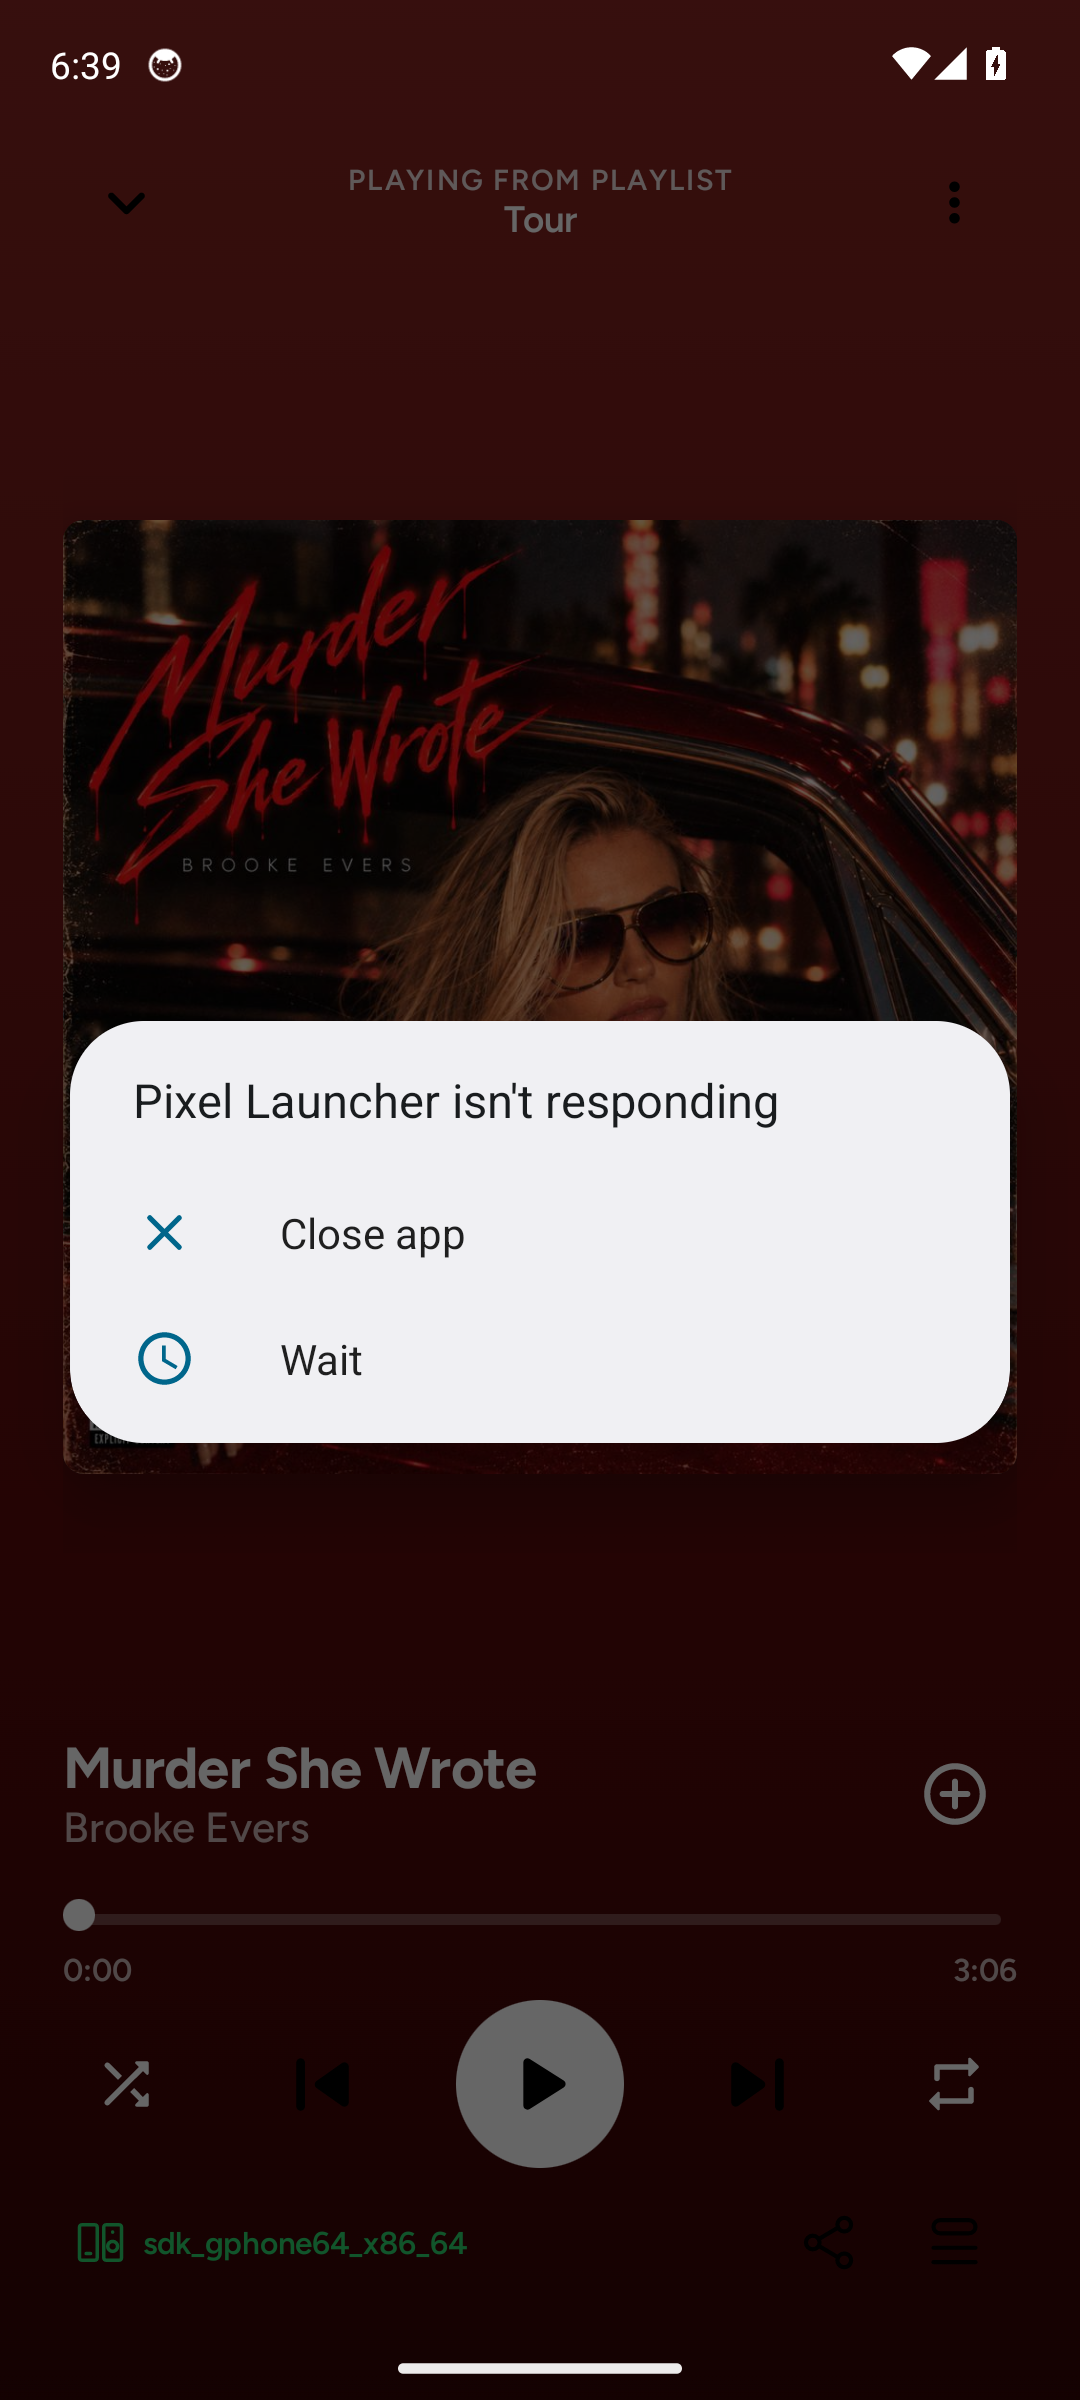 6:39
PLAYING FROM PLAYLIST
Tour
Murder
She Wrote
BROOKE EVERS
Pixel Launcher isn't responding
Close app
Wait
Murder She Wrote
Brooke Evers
0:00
3:06
sdk_gphone64_x86_64